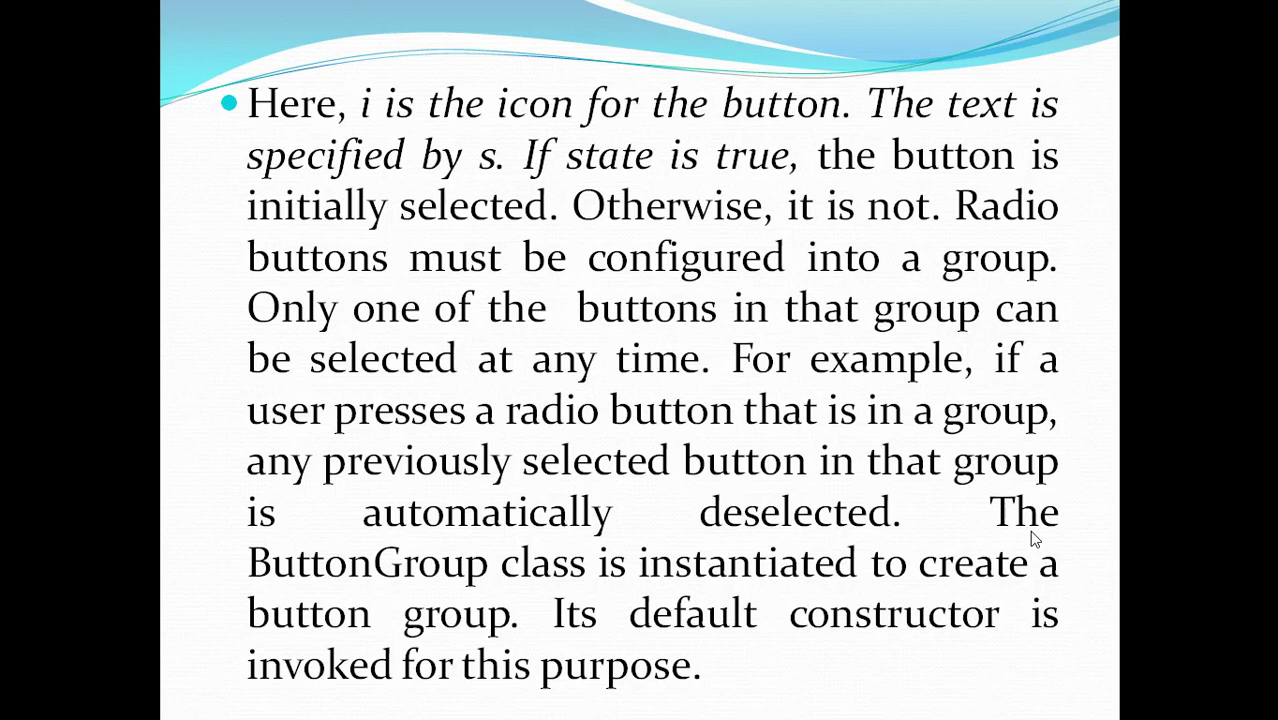 Here, i is the icon for the button. The text is
specified by s. If state is true, the button is
initially selected. Otherwise, it is not. Radio
buttons must be configured into a group.
Only one of the buttons in that group can
be selected at any time. For example, if a
user presses a radio button that is in a group,
any previously selected button in that group
is automatically deselected. The
ButtonGroup class is instantiated to create a
button group. Its default constructor is
invoked for this purpose.